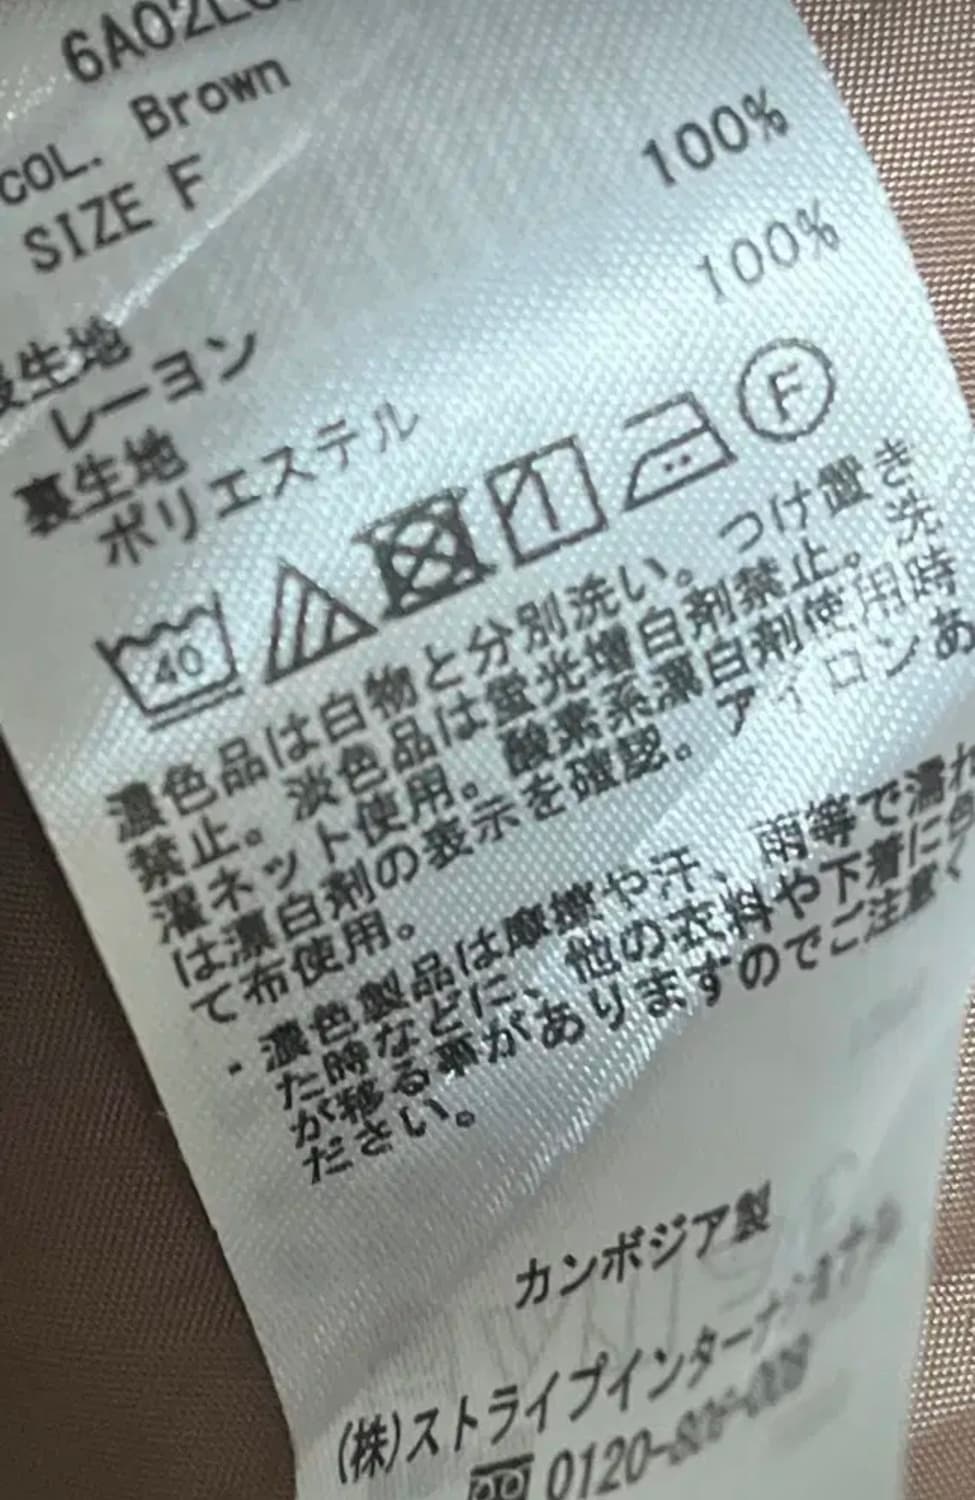 COL. Brown
SIZE F
表生地
レーヨン 100%
裏生地
ポリエステル 100%
40
F
濃色品は白物と分別洗い。つけ置き
禁止。淡色品は蛍光増白剤禁止。洗
濯ネット使用。酸素系漂白剤使用時
は漂白剤の表示を確認。アイロンあ
て布使用。
・濃色製品は摩擦や汗、雨等で濡れ
た時などに、他の衣料や下着に色
が移る事がありますのでご注意く
ださい。
カンボジア製
(株)ストライプインターナショナル
0120-